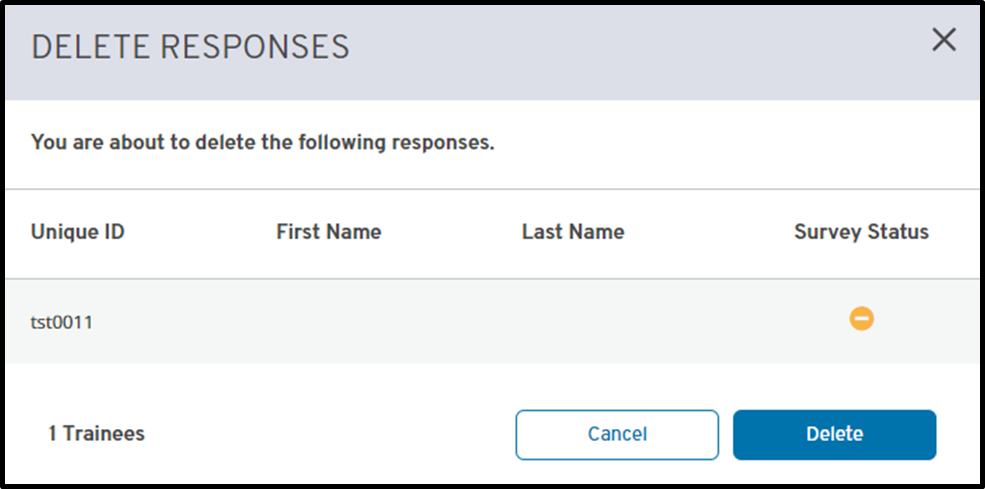 DELETE RESPONSES
You are about to delete the following responses.
Unique ID First Name Last Name Survey Status
tst0011
1 Trainees Cancel Delete